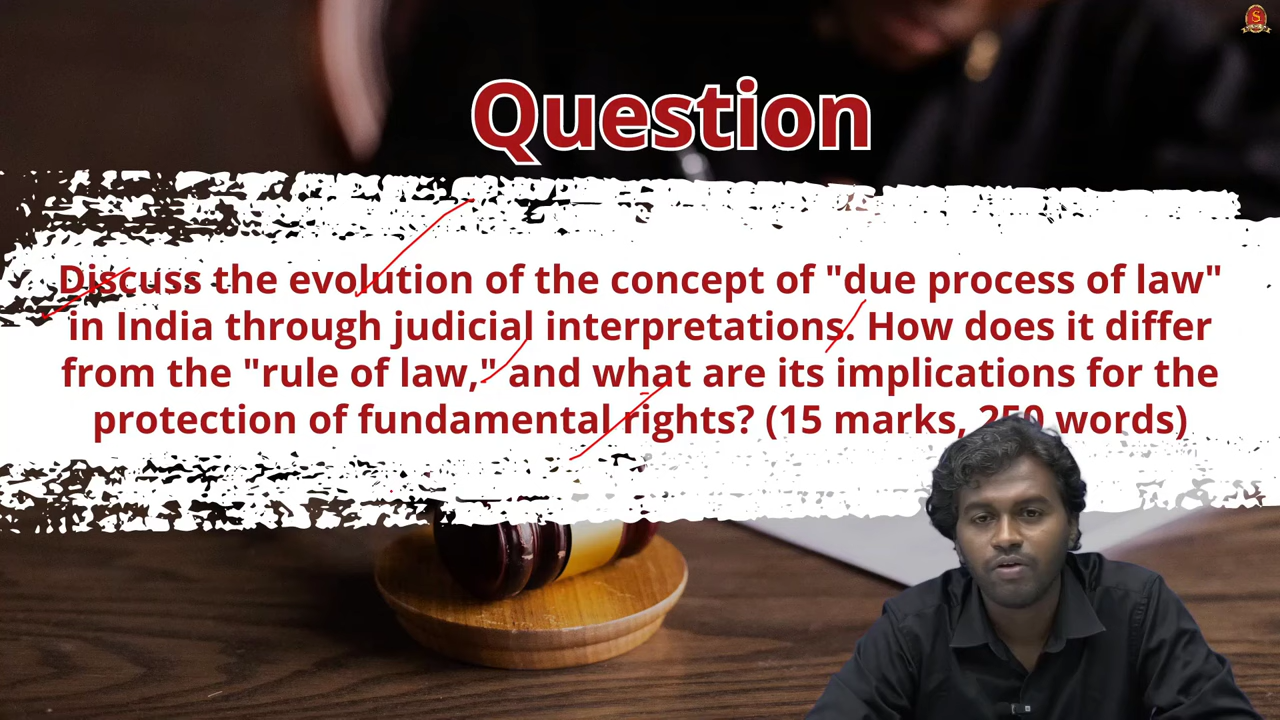 Question
Discuss the evolution of the concept of "due process of law"
in India through judicial interpretations. How does it differ
from the "rule of law," and what are its implications for the
protection of fundamental rights? (15 marks, 250 words)
S